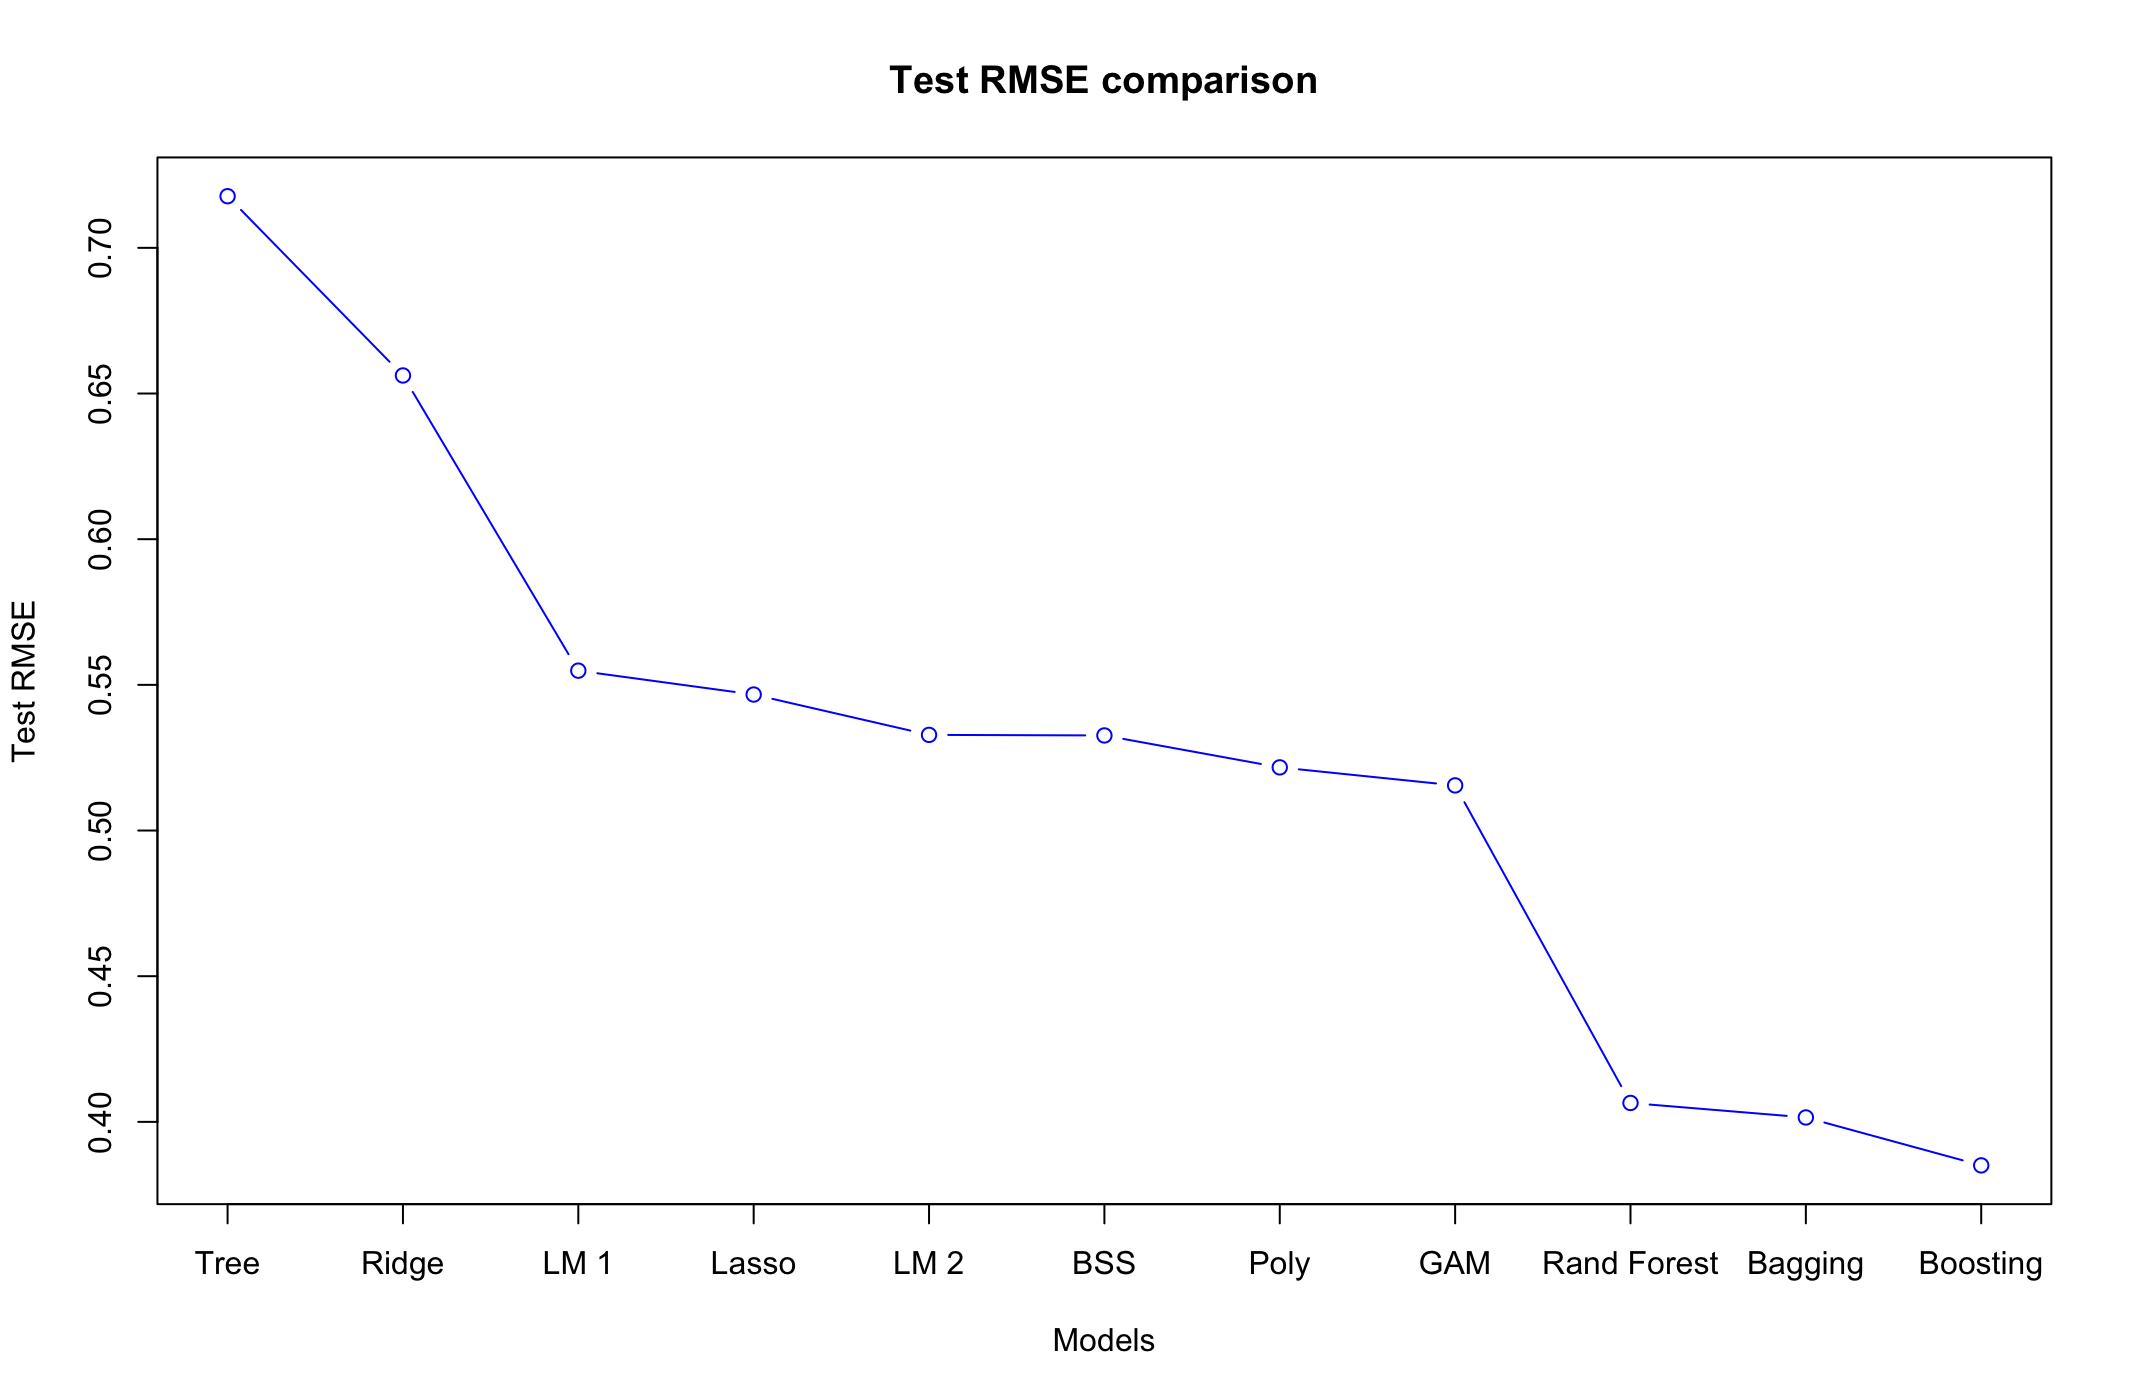 Test RMSE comparison
Test RMSE
0.70
0.65
0.60
0.55
0.50
0.45
0.40
Tree Ridge LM 1 Lasso LM 2 BSS Poly GAM Rand Forest Bagging Boosting
Models